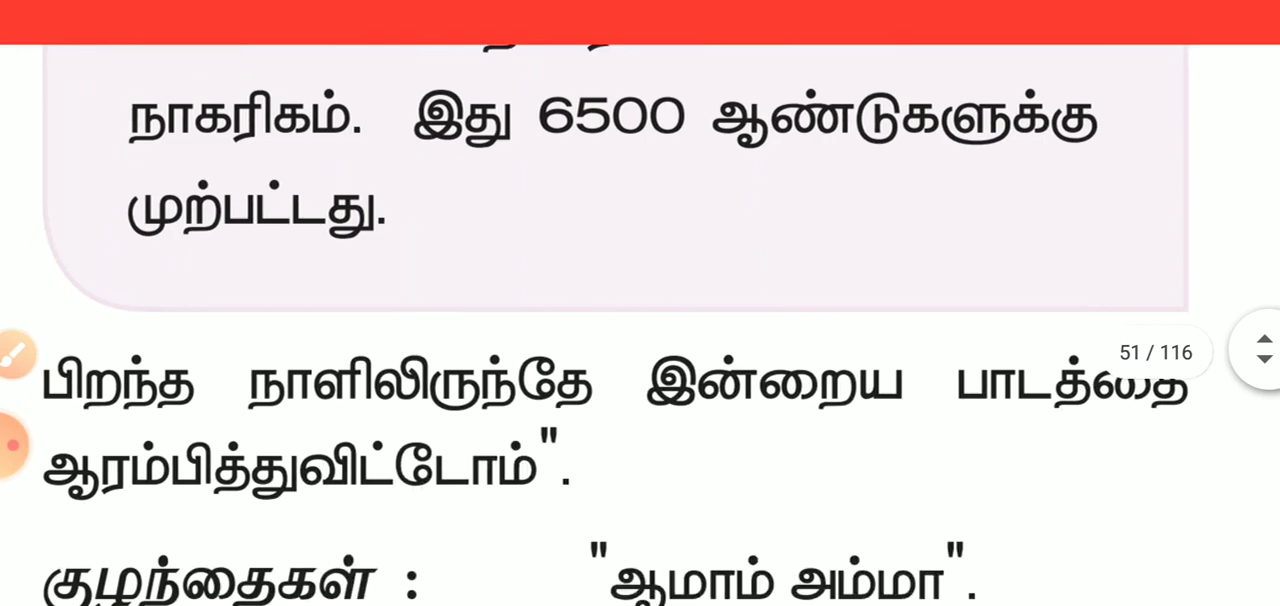 நாகரிகம். இது 6500 ஆண்டுகளுக்கு
முற்பட்டது.
51 / 116
பிறந்த நாளிலிருந்தே இன்றைய பாடத்தை
ஆரம்பித்துவிட்டோம்".
குழந்தைகள் : "ஆமாம் அம்மா".